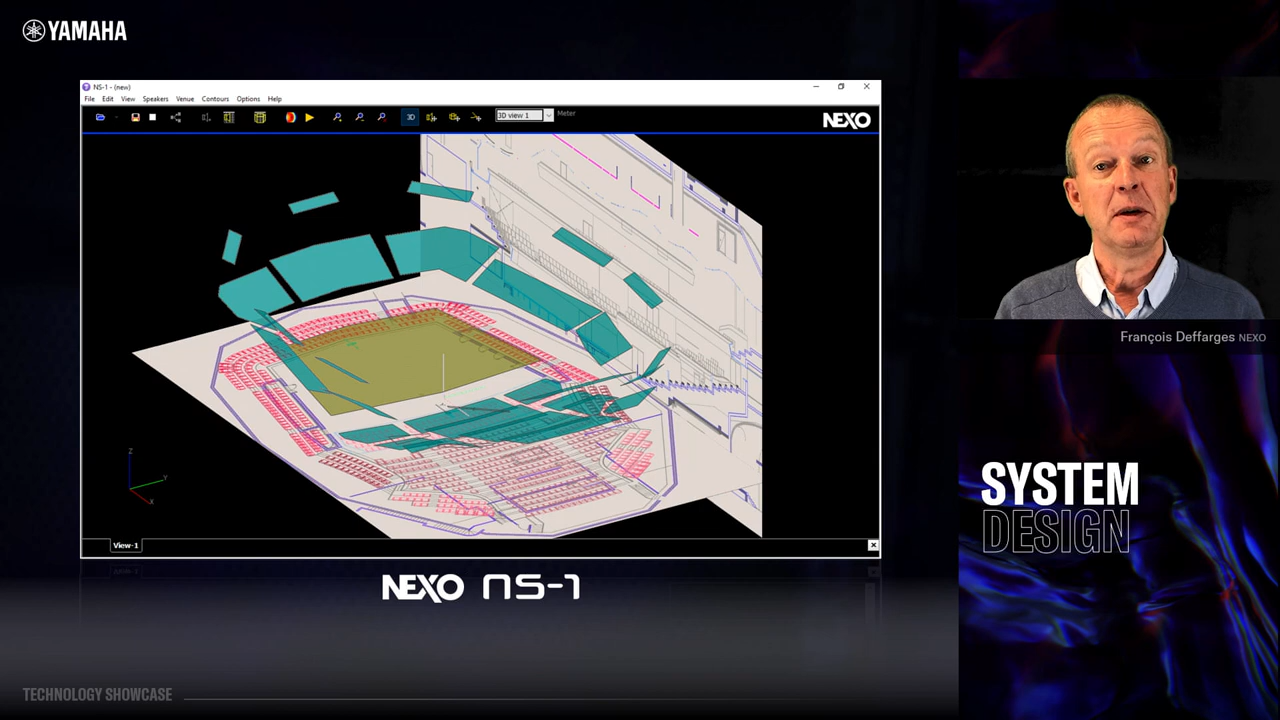 YAMAHA
NS-1 - (new)
File Edit View Speakers Venue Contours Options Help
3D
3D view 1
Meter
NEXO
Z
Y
X
View-1
NEXO NS-1
François Deffarges NEXO
SYSTEM
DESIGN
TECHNOLOGY SHOWCASE